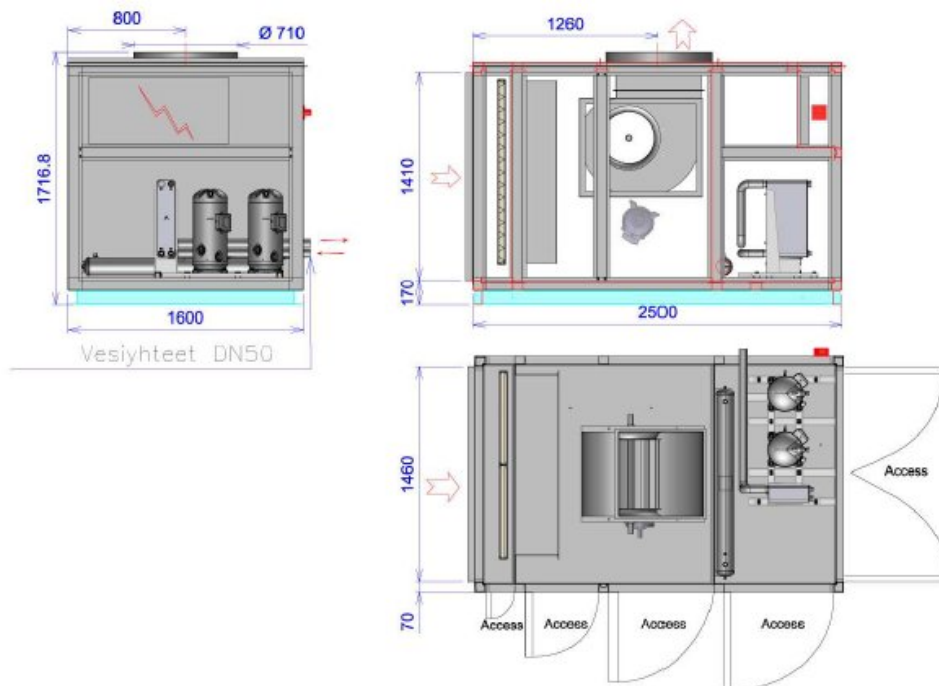 800
Ø 710
1716.8
1600
Vesiyhteet DN50
1260
1410
170
2500
1460
70
Access
Access
Access
Access
Access